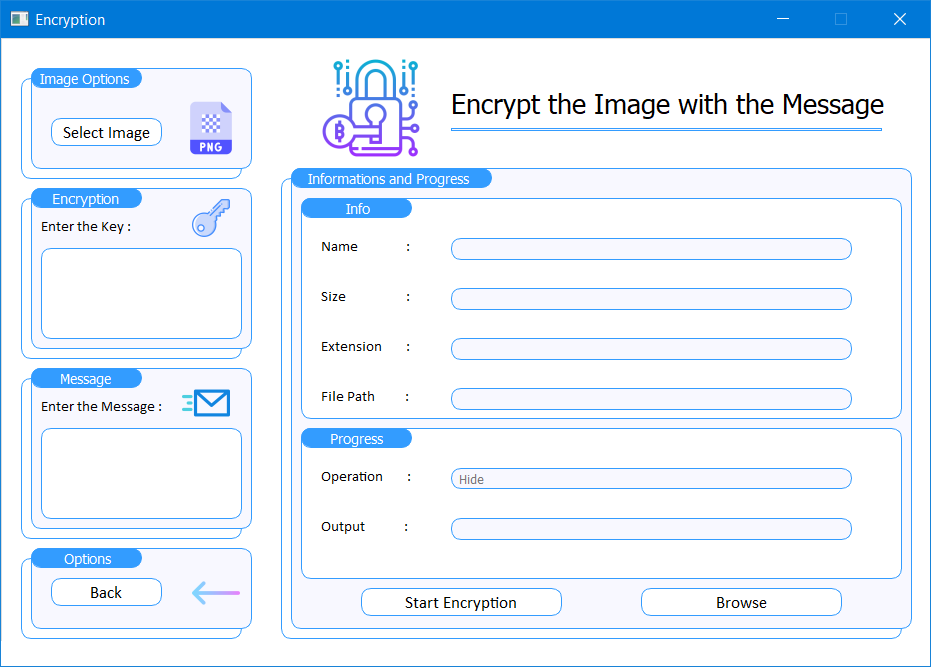 Encryption
Image Options
Select Image
PNG
Encryption
Enter the Key :
Message
Enter the Message :
Options
Back
Encrypt the Image with the Message
Informations and Progress
Info
Name :
Size :
Extension :
File Path :
Progress
Operation : Hide
Output :
Start Encryption Browse